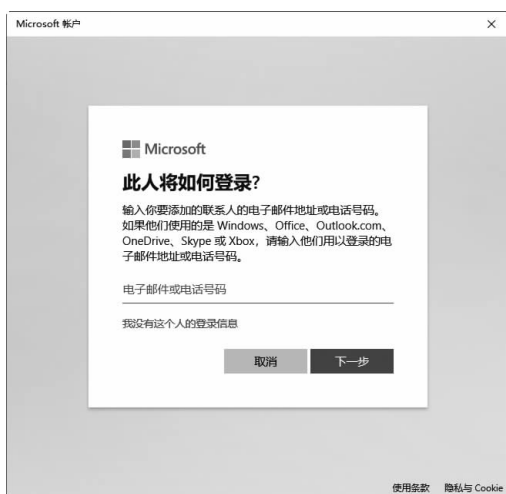 Microsoft 帐户
Microsoft
此人将如何登录?
输入你要添加的联系人的电子邮件地址或电话号码。
如果他们使用的是 Windows、Office、Outlook.com、
OneDrive、Skype 或 Xbox，请输入他们用以登录的电
子邮件地址或电话号码。
电子邮件或电话号码
我没有这个人的登录信息
取消 下一步
使用条款 隐私与 Cookie